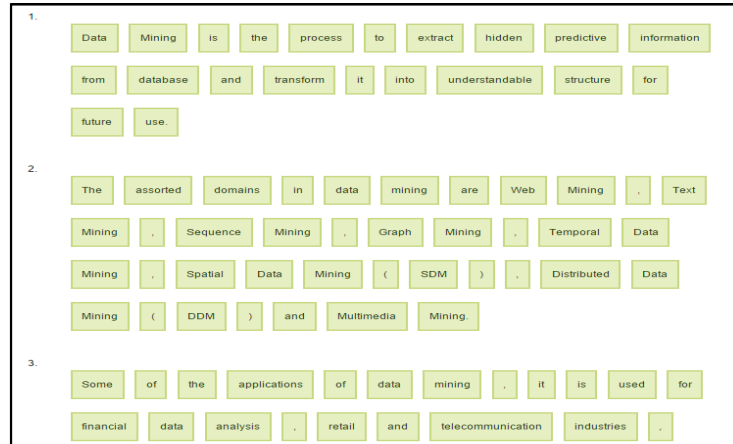 1.
Data Mining is the process to extract hidden predictive information
from database and transform it into understandable structure for
future use.
2.
The assorted domains in data mining are Web Mining , Text
Mining , Sequence Mining , Graph Mining , Temporal Data
Mining , Spatial Data Mining ( SDM ) , Distributed Data
Mining ( DDM ) and Multimedia Mining.
3.
Some of the applications of data mining , it is used for
financial data analysis , retail and telecommunication industries ,